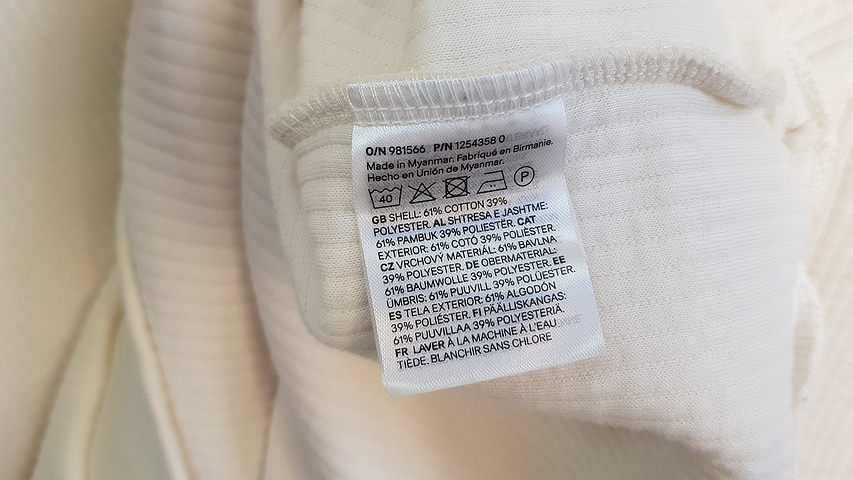 O/N 981566 P/N 1254358 0
Made in Myanmar. Fabriqué en Birmanie.
Hecho en Unión de Myanmar.
40 P
GB SHELL: 61% COTTON 39%
POLYESTER. AL SHTRESA E JASHTME:
61% PAMBUK 39% POLIESTËR. CAT
EXTERIOR: 61% COTÓ 39% POLIÈSTER.
CZ VRCHOVÝ MATERIÁL: 61% BAVLNA
39% POLYESTER. DE OBERMATERIAL:
61% BAUMWOLLE 39% POLYESTER. EE
ÜMBRIS: 61% PUUVILL 39% POLÜESTER.
ES TELA EXTERIOR: 61% ALGODÓN
39% POLIÉSTER. FI PÄÄLLISKANGAS:
61% PUUVILLAA 39% POLYESTERIÄ.
FR LAVER À LA MACHINE À L'EAU
TIÈDE. BLANCHIR SANS CHLORE